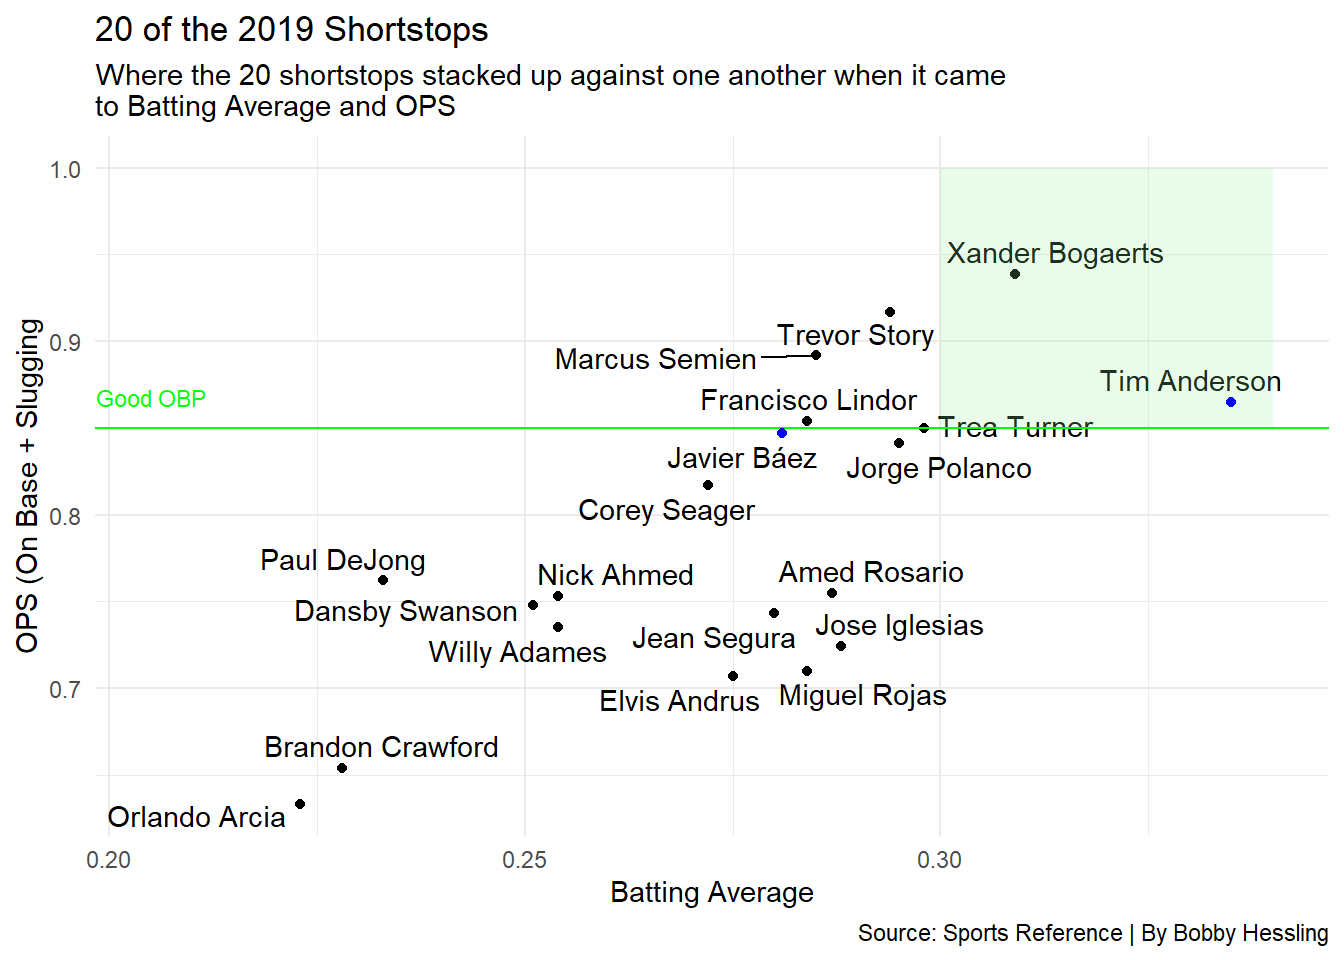 20 of the 2019 Shortstops
Where the 20 shortstops stacked up against one another when it came
to Batting Average and OPS
OPS (On Base + Slugging
1.0
0.9
0.8
0.7
Good OBP
Xander Bogaerts
Trevor Story
Marcus Semien
Tim Anderson
Francisco Lindor
Trea Turner
Javier Báez
Jorge Polanco
Corey Seager
Paul DeJong
Nick Ahmed
Amed Rosario
Dansby Swanson
Jose Iglesias
Jean Segura
Willy Adames
Elvis Andrus
Miguel Rojas
Brandon Crawford
Orlando Arcia
0.20
0.25
0.30
Batting Average
Source: Sports Reference | By Bobby Hessling